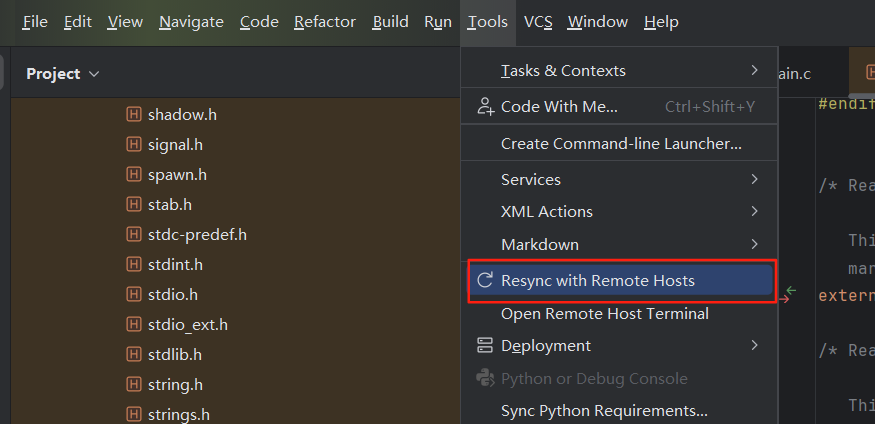 File Edit View Navigate Code Refactor Build Run Tools VCS Window Help
Project
shadow.h
signal.h
spawn.h
stab.h
stdc-predef.h
stdint.h
stdio.h
stdio_ext.h
stdlib.h
string.h
strings.h
Tasks & Contexts
Code With Me... Ctrl+Shift+Y
Create Command-line Launcher...
Services
XML Actions
Markdown
Resync with Remote Hosts
Open Remote Host Terminal
Deployment
Python or Debug Console
Sync Python Requirements...
ain.c
H
#endif
/* Rea
Thi
mar
extern
/* Rea
Thi